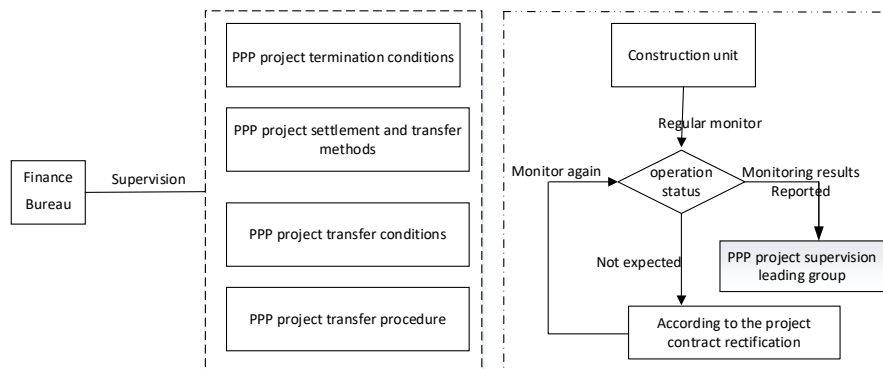 Finance
Bureau
Supervision
PPP project termination conditions
PPP project settlement and transfer
methods
PPP project transfer conditions
PPP project transfer procedure
Construction unit
Regular monitor
Monitor again
operation
status
Monitoring results
Reported
Not expected
PPP project supervision
leading group
According to the project
contract rectification